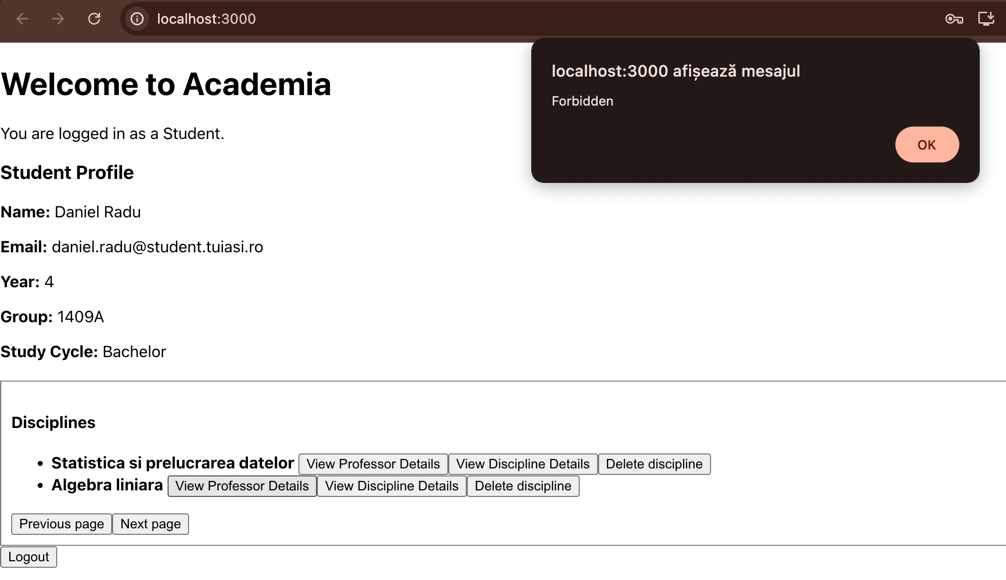 localhost:3000
localhost:3000 afișează mesajul
Forbidden
OK
Welcome to Academia
You are logged in as a Student.
Student Profile
Name: Daniel Radu
Email: daniel.radu@student.tuiasi.ro
Year: 4
Group: 1409A
Study Cycle: Bachelor
Disciplines
• Statistica si prelucrarea datelor View Professor Details View Discipline Details Delete discipline
• Algebra liniara View Professor Details View Discipline Details Delete discipline
Previous page Next page
Logout